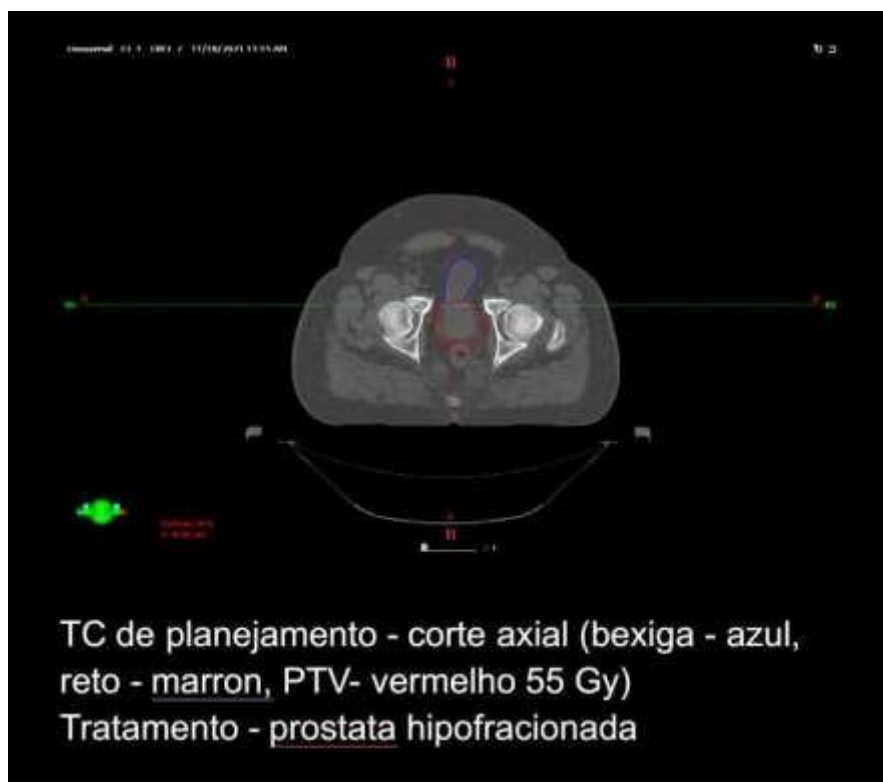 TC de planejamento - corte axial (bexiga - azul,
reto - marron, PTV- vermelho 55 Gy)
Tratamento - prostata hipofracionada